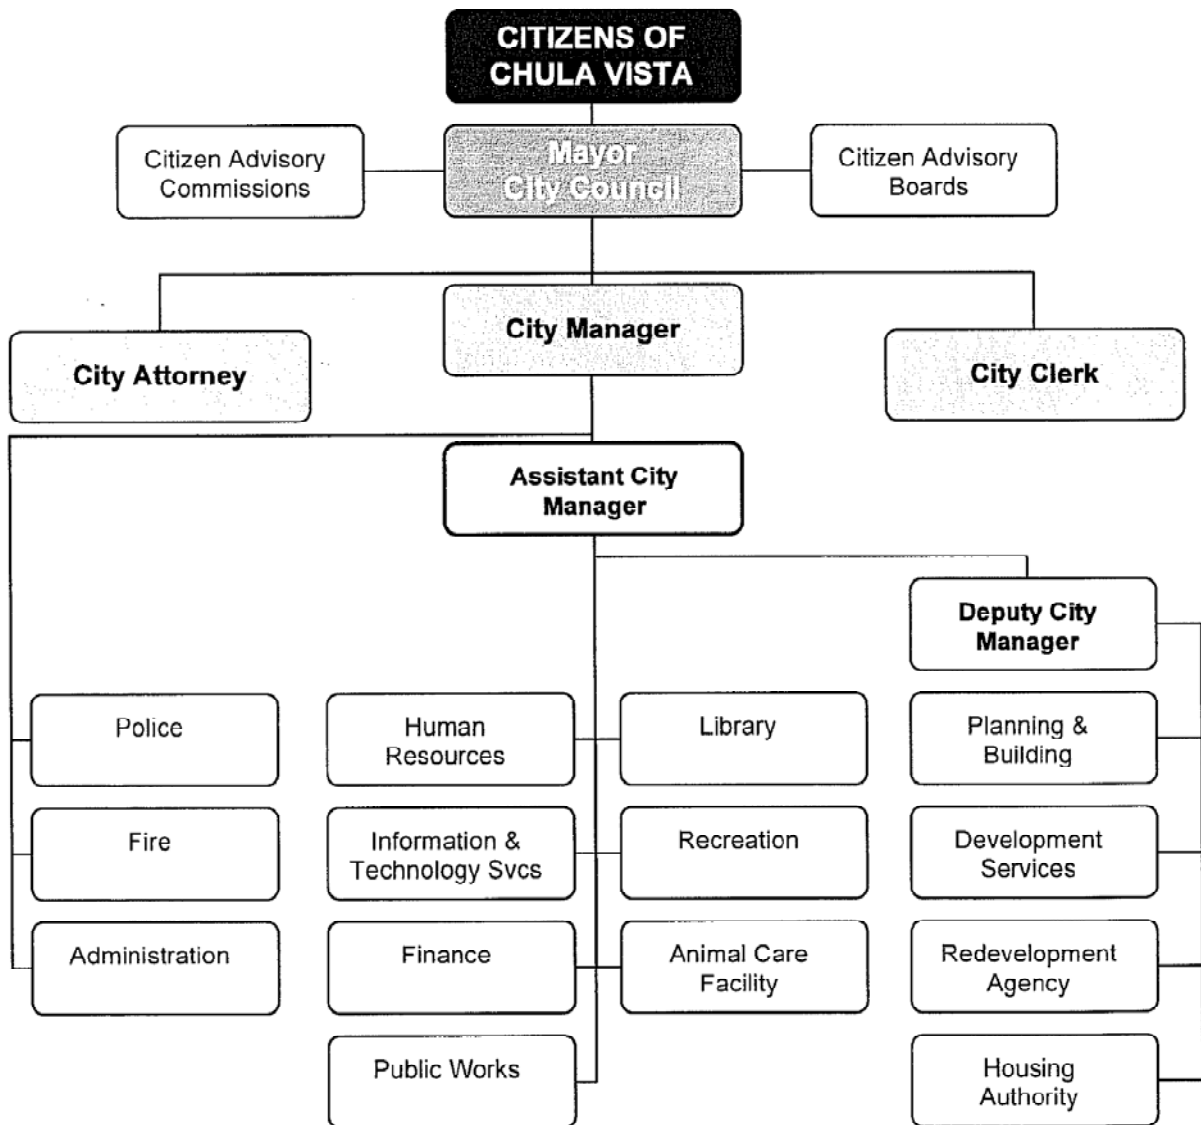 CITIZENS OF
CHULA VISTA
Citizen Advisory
Commissions
Mayor
City Council
Citizen Advisory
Boards
City Attorney
City Manager
City Clerk
Assistant City
Manager
Deputy City
Manager
Police
Human
Resources
Library
Planning &
Building
Fire
Information &
Technology Svcs
Recreation
Development
Services
Administration
Finance
Animal Care
Facility
Redevelopment
Agency
Public Works
Housing
Authority